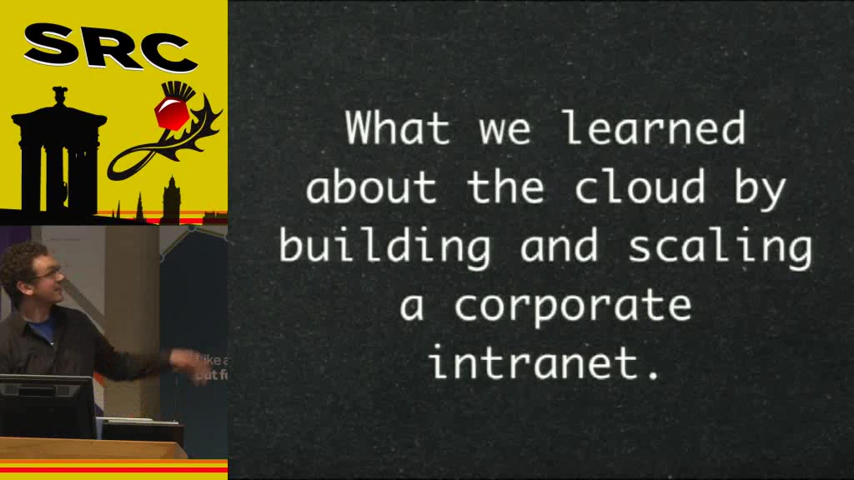 SRC
What we learned
about the cloud by
building and scaling
a corporate
intranet.